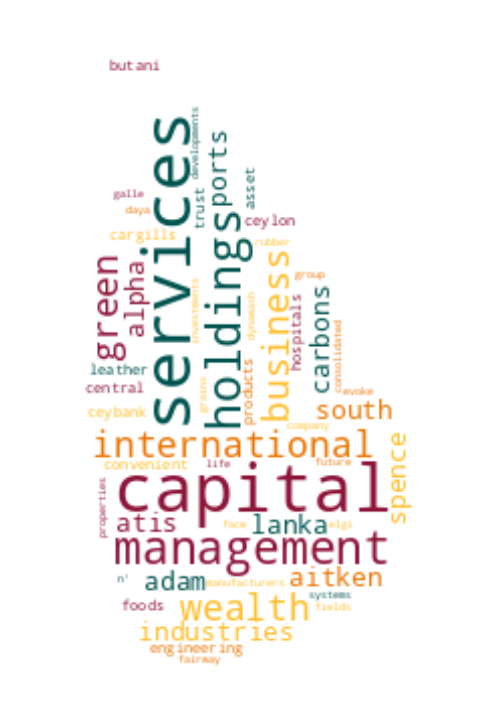 butani
services
developments
ports
asset
trust
galle
daya
ceylon
cargills
rubber
green
alpha
holdings
business
group
investments
dynawash
hospitals
carbons
consolidated
leather
central
grains
products
evoke
ceybank
south
company
international
spence
convenient
life
future
capital
properties
atis
face
lanka
elgi
management
n'
adam
manufacturers
aitken
systems
foods
wealth
fields
industries
engineering
fairway